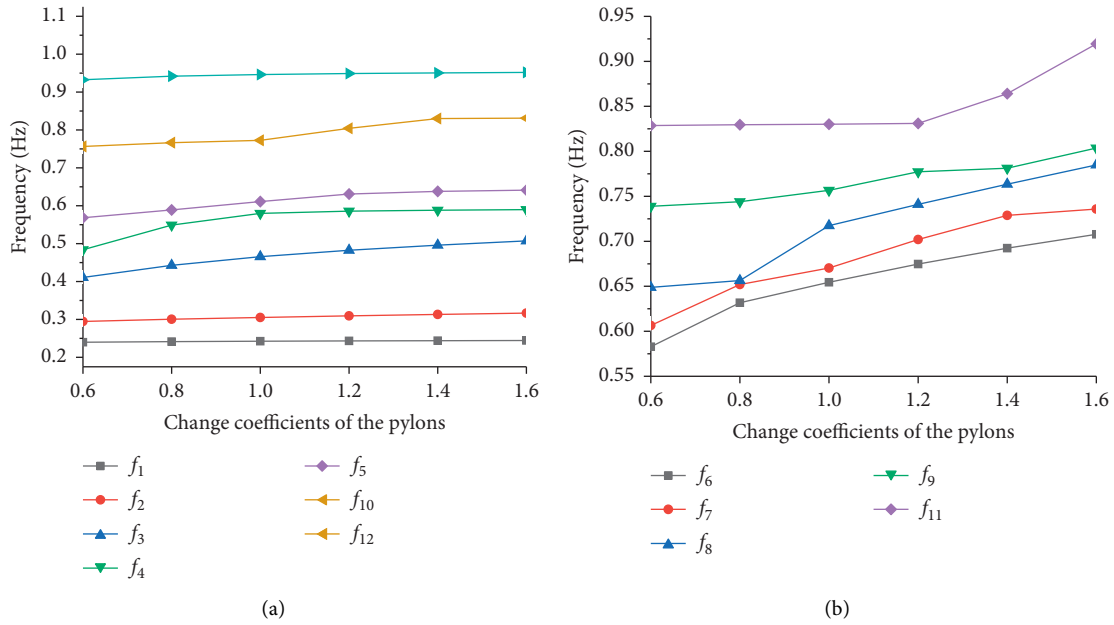 1.1
1.0
0.9
0.8
0.7
0.6
0.5
0.4
0.3
0.2
Frequency (Hz)
0.6 0.8 1.0 1.2 1.4 1.6
Change coefficients of the pylons
f1 f5
f2 f10
f3 f12
f4
(a)
0.95
0.90
0.85
0.80
0.75
0.70
0.65
0.60
0.55
Frequency (Hz)
0.6 0.8 1.0 1.2 1.4 1.6
Change coefficients of the pylons
f6 f9
f7 f11
f8
(b)